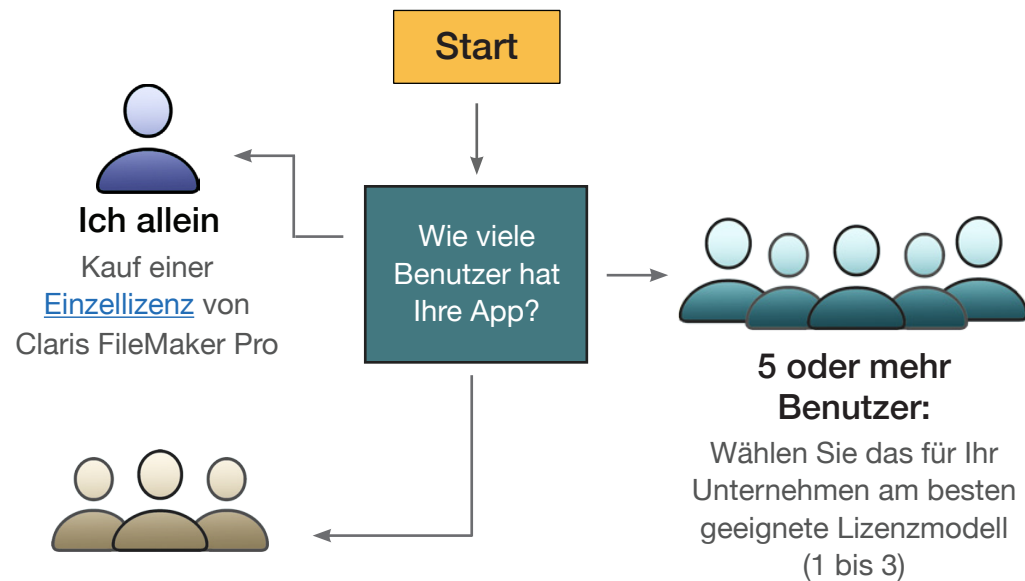 Start
Ich allein
Kauf einer
Einzellizenz von
Claris FileMaker Pro
Wie viele
Benutzer hat
Ihre App?
5 oder mehr
Benutzer:
Wählen Sie das für Ihr
Unternehmen am besten
geeignete Lizenzmodell
(1 bis 3)